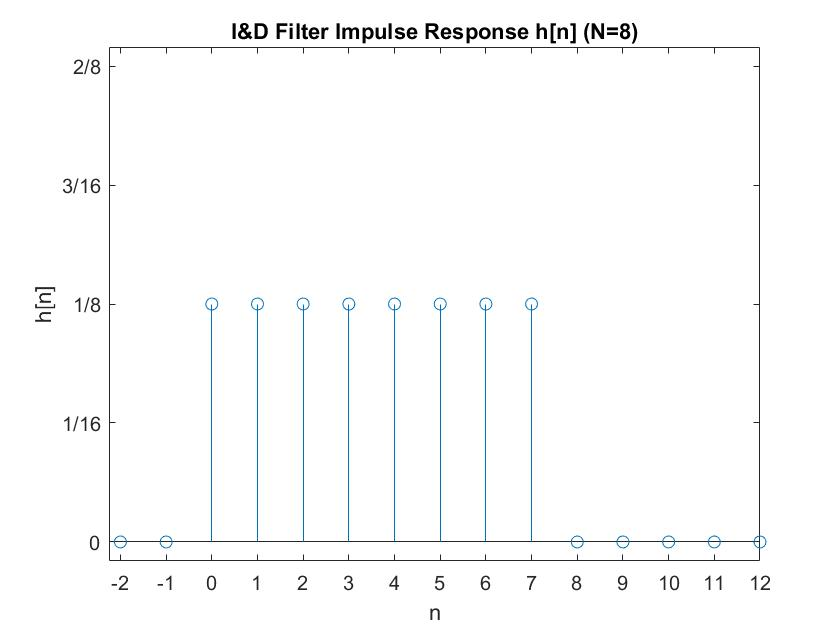 I&D Filter Impulse Response h[n] (N=8)
2/8
3/16
1/8
1/16
0
h[n]
-2 -1 0 1 2 3 4 5 6 7 8 9 10 11 12
n